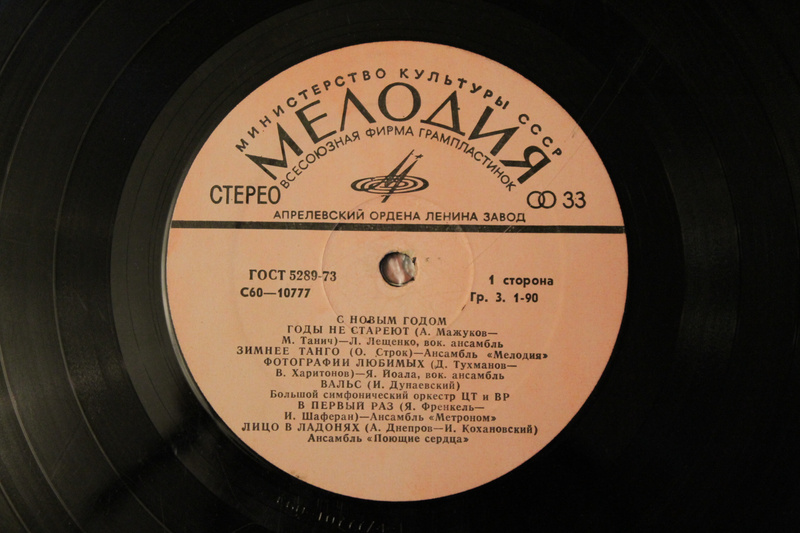 МИНИСТЕРСТВО КУЛЬТУРЫ СССР
МЕЛОДИЯ
ВСЕСОЮЗНАЯ ФИРМА ГРАМПЛАСТИНОК
СТЕРЕО
33
АПРЕЛЕВСКИЙ ОРДЕНА ЛЕНИНА ЗАВОД
ГОСТ 5289-73
С60—10777
1 сторона
Гр. 3. 1-90
С НОВЫМ ГОДОМ
ГОДЫ НЕ СТАРЕЮТ (А. Мажуков—
М. Танич)—Л. Лещенко, вок. ансамбль
ЗИМНЕЕ ТАНГО (О. Строк)—Ансамбль «Мелодия»
ФОТОГРАФИИ ЛЮБИМЫХ (Д. Тухманов—
В. Харитонов)—Я. Йоала, вок. ансамбль
ВАЛЬС (И. Дунаевский)
Большой симфонический оркестр ЦТ и ВР
В ПЕРВЫЙ РАЗ (Я. Френкель—
И. Шаферан)—Ансамбль «Метроном»
ЛИЦО В ЛАДОНЯХ (А. Днепров—И. Кохановский)
Ансамбль «Поющие сердца»